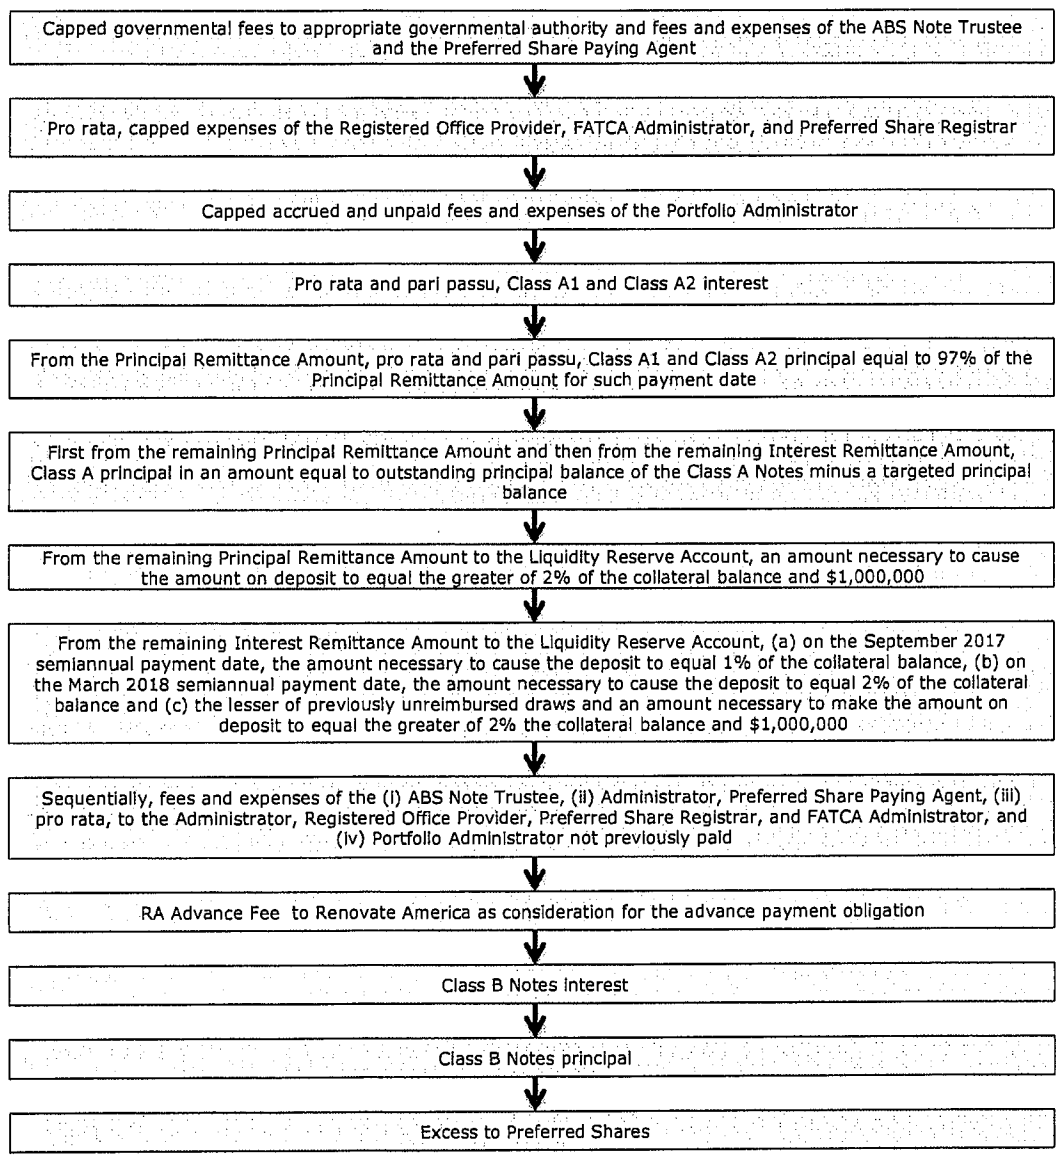 Capped governmental fees to appropriate governmental authority and fees and expenses of the ABS Note Trustee
and the Preferred Share Paying Agent
Pro rata, capped expenses of the Registered Office Provider, FATCA Administrator, and Preferred Share Registrar
Capped accrued and unpaid fees and expenses of the Portfolio Administrator
Pro rata and pari passu, Class A1 and Class A2 interest
From the Principal Remittance Amount, pro rata and pari passu, Class A1 and Class A2 principal equal to 97% of the
Principal Remittance Amount for such payment date
First from the remaining Principal Remittance Amount and then from the remaining Interest Remittance Amount,
Class A principal in an amount equal to outstanding principal balance of the Class A Notes minus a targeted principal
balance
From the remaining Principal Remittance Amount to the Liquidity Reserve Account, an amount necessary to cause
the amount on deposit to equal the greater of 2% of the collateral balance and $1,000,000
From the remaining Interest Remittance Amount to the Liquidity Reserve Account, (a) on the September 2017
semiannual payment date, the amount necessary to cause the deposit to equal 1% of the collateral balance, (b) on
the March 2018 semiannual payment date, the amount necessary to cause the deposit to equal 2% of the collateral
balance and (c) the lesser of previously unreimbursed draws and an amount necessary to make the amount on
deposit to equal the greater of 2% the collateral balance and $1,000,000
Sequentially, fees and expenses of the (i) ABS Note Trustee, (ii) Administrator, Preferred Share Paying Agent, (iii)
pro rata, to the Administrator, Registered Office Provider, Preferred Share Registrar, and FATCA Administrator, and
(iv) Portfolio Administrator not previously paid
RA Advance Fee to Renovate America as consideration for the advance payment obligation
Class B Notes interest
Class B Notes principal
Excess to Preferred Shares